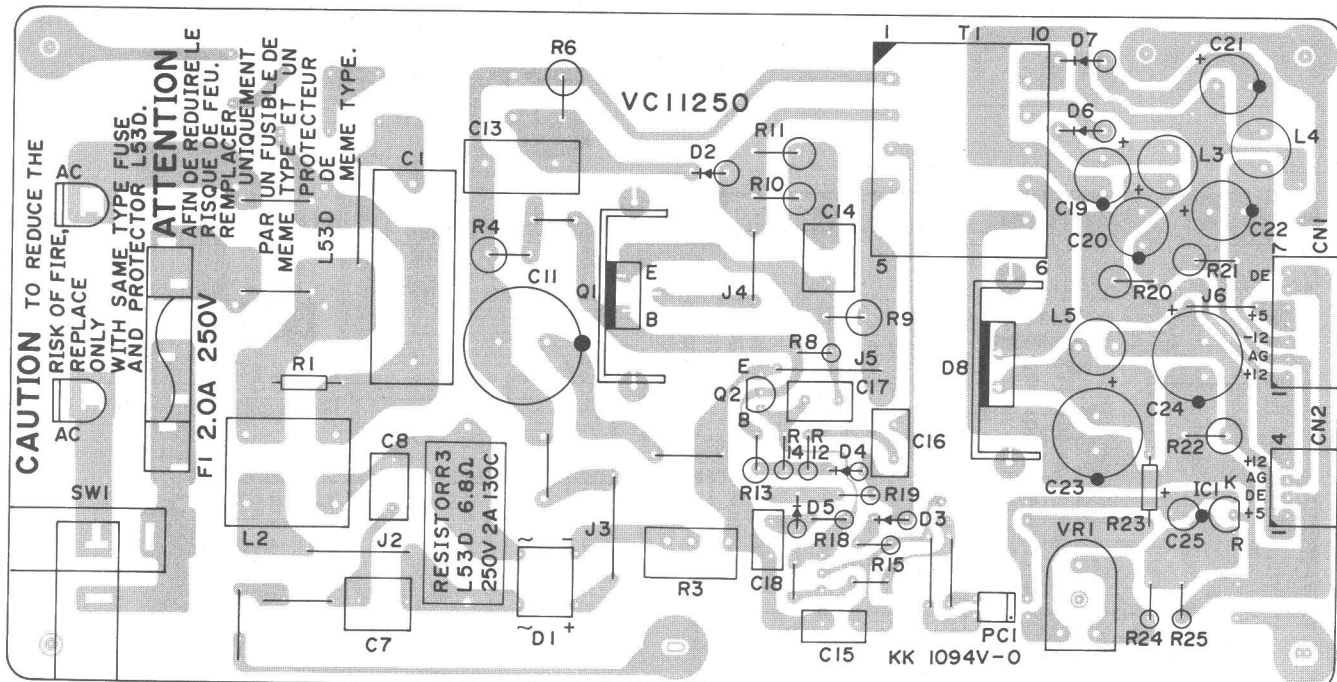 CAUTION TO REDUCE THE
RISK OF FIRE,
REPLACE
ONLY
WITH SAME TYPE FUSE
AND PROTECTOR L53D.
ATTENTION
AFIN DE REDUIRE LE
RISQUE DE FEU.
REMPLACER
UNIQUEMENT
PAR UN FUSIBLE DE
MEME TYPE ET UN
PROTECTEUR
L53D DE
MEME TYPE.
AC
AC
F1 2.0A 250V
SW1
R1
L2
C1
C8
J2
C7
RESISTORR3
L53D 6.8Ω
250V 2A 130C
~ -
~ +
D1
J3
R3
R6
C13
R4
C11
Q1
E
B
VC11250
D2
R11
R10
C14
J4
R9
R8
J5
E
Q2
B
C17
C16
R R
14 12
R13
D4
R19
D5
R18
D3
R15
C18
C15
KK 1094V-0
PC1
1
T1
10
5
6
D7
D6
C21
L4
L3
C19
C20
C22
R21
R20
J6
L5
D8
C24
C23
R22
R23
C25
IC1
K
R
VR1
R24
R25
CN1
7
DE
+5
-12
AG
+12
1
CN2
4
+12
AG
DE
+5
1